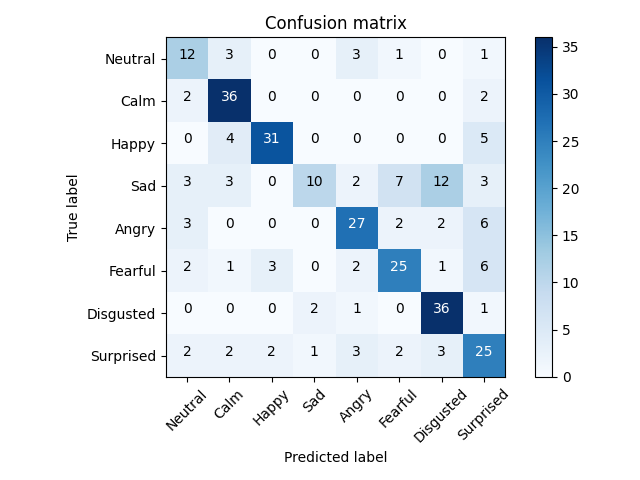 Confusion matrix
True label
Neutral 12 3 0 0 3 1 0 1
Calm 2 36 0 0 0 0 0 2
Happy 0 4 31 0 0 0 0 5
Sad 3 3 0 10 2 7 12 3
Angry 3 0 0 0 27 2 2 6
Fearful 2 1 3 0 2 25 1 6
Disgusted 0 0 0 2 1 0 36 1
Surprised 2 2 2 1 3 2 3 25
Neutral Calm Happy Sad Angry Fearful Disgusted Surprised
Predicted label
35
30
25
20
15
10
5
0